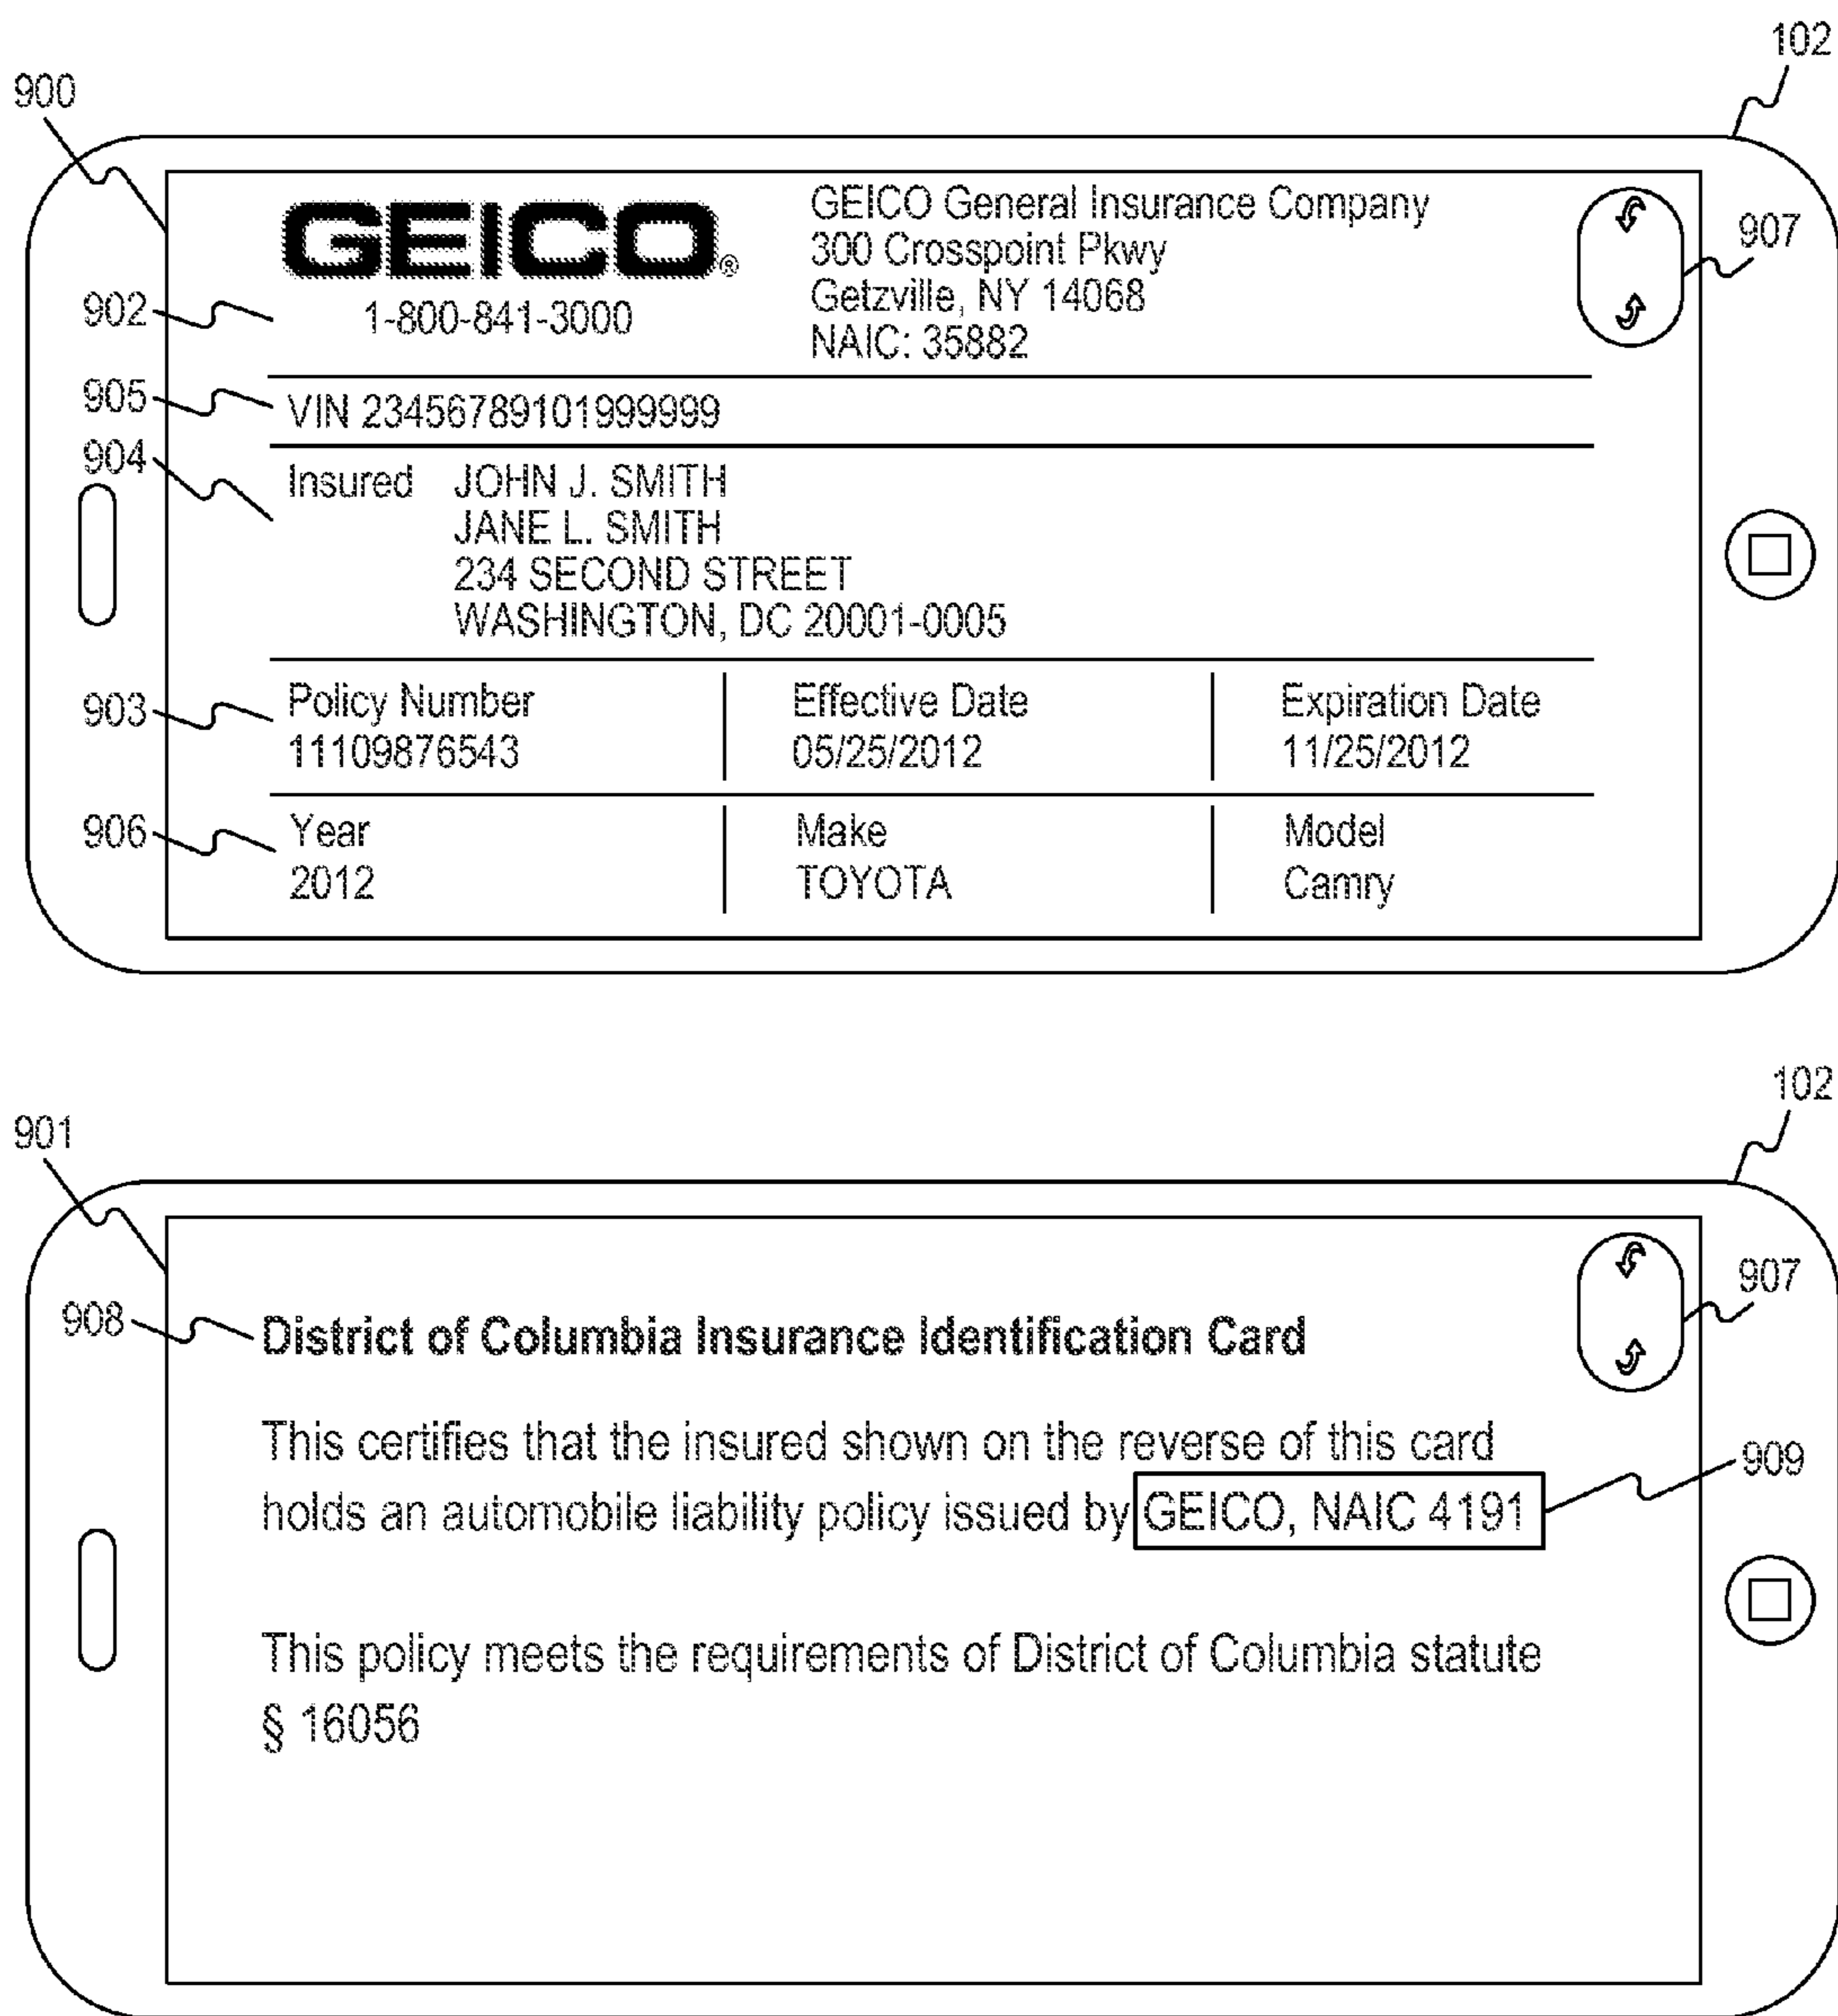 102
900
GEICO®
GEICO General Insurance Company
300 Crosspoint Pkwy
Getzville, NY 14068
NAIC: 35882
907
902
1-800-841-3000
905
VIN 23456789101999999
904
Insured JOHN J. SMITH
JANE L. SMITH
234 SECOND STREET
WASHINGTON, DC 20001-0005
903
Policy Number Effective Date Expiration Date
11109876543 05/25/2012 11/25/2012
906
Year Make Model
2012 TOYOTA Camry
102
901
907
908
District of Columbia Insurance Identification Card
This certifies that the insured shown on the reverse of this card
holds an automobile liability policy issued by GEICO, NAIC 4191
909
This policy meets the requirements of District of Columbia statute
§ 16056